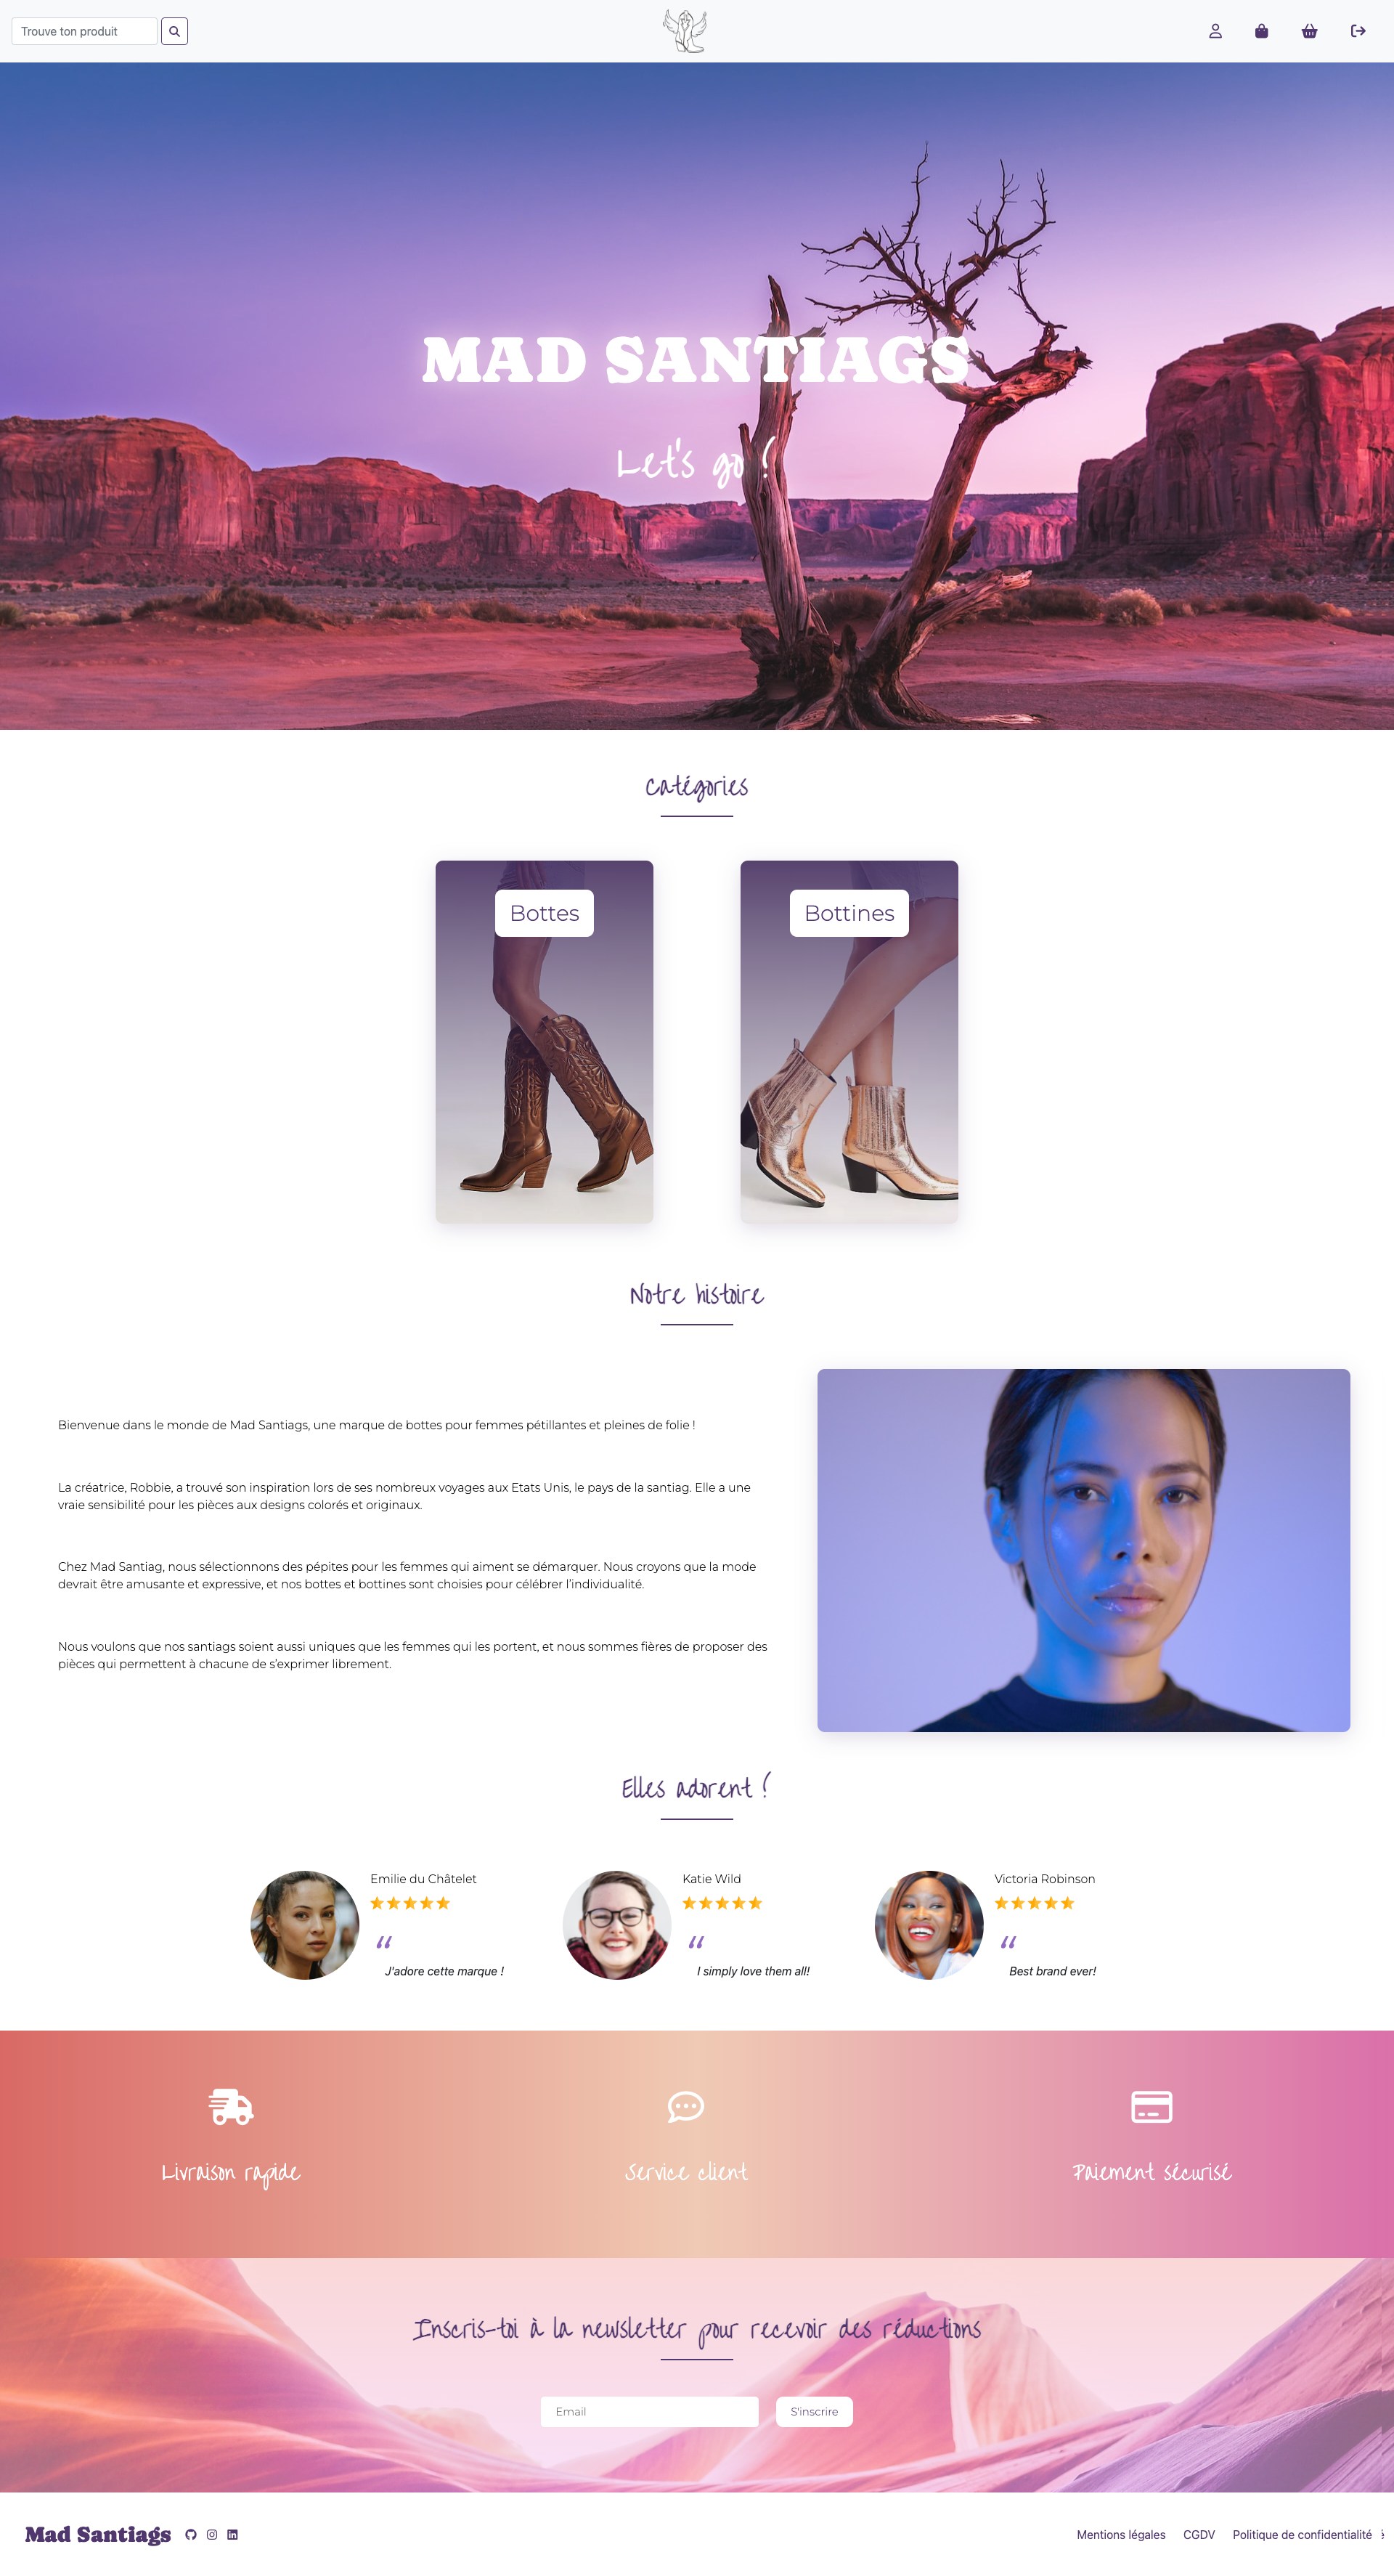 Trouve ton produit
MAD SANTIAGS
Let's go !
Catégories
Bottes
Bottines
Notre histoire
Bienvenue dans le monde de Mad Santiags, une marque de bottes pour femmes pétillantes et pleines de folie !
La créatrice, Robbie, a trouvé son inspiration lors de ses nombreux voyages aux Etats Unis, le pays de la santiag. Elle a une
vraie sensibilité pour les pièces aux designs colorés et originaux.
Chez Mad Santiag, nous sélectionnons des pépites pour les femmes qui aiment se démarquer. Nous croyons que la mode
devrait être amusante et expressive, et nos bottes et bottines sont choisies pour célébrer l’individualité.
Nous voulons que nos santiags soient aussi uniques que les femmes qui les portent, et nous sommes fières de proposer des
pièces qui permettent à chacune de s’exprimer librement.
Elles adorent !
Emilie du Châtelet
“
J'adore cette marque !
Katie Wild
“
I simply love them all!
Victoria Robinson
“
Best brand ever!
Livraison rapide
Service client
Paiement sécurisé
Inscris-toi à la newsletter pour recevoir des réductions
Email
S'inscrire
Mad Santiags
Mentions légales
CGDV
Politique de confidentialité